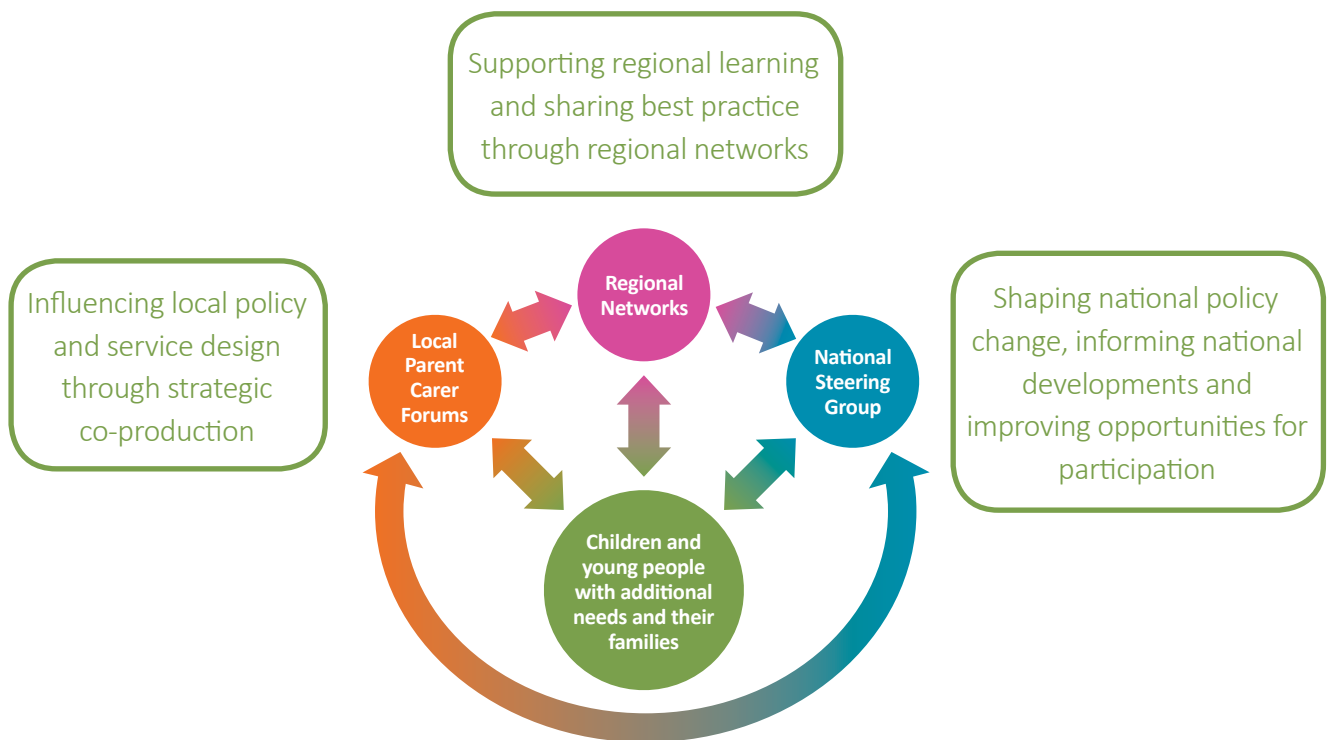 Supporting regional learning
and sharing best practice
through regional networks
Influencing local policy
and service design
through strategic
co-production
Regional
Networks
Local
Parent
Carer
Forums
National
Steering
Group
Shaping national policy
change, informing national
developments and
improving opportunities for
participation
Children and
young people
with additional
needs and their
families